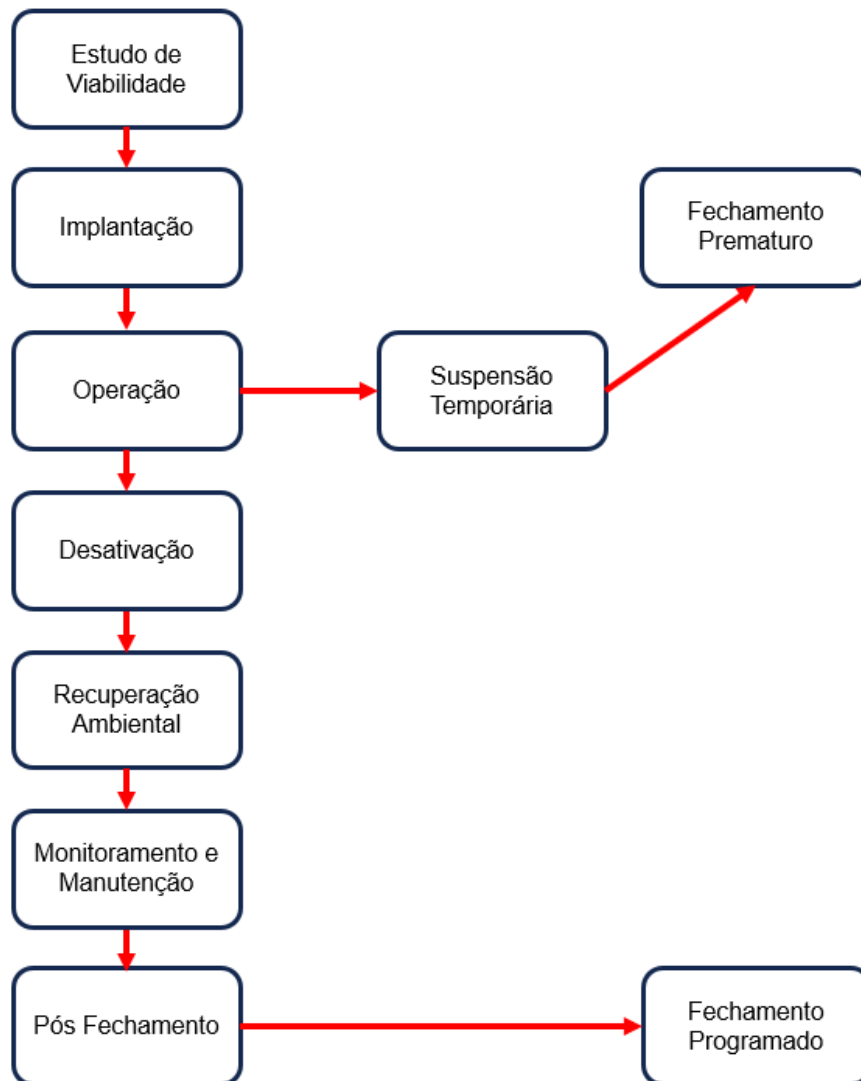 Estudo de
Viabilidade
Implantação
Fechamento
Prematuro
Operação
Suspensão
Temporária
Desativação
Recuperação
Ambiental
Monitoramento e
Manutenção
Pós Fechamento
Fechamento
Programado